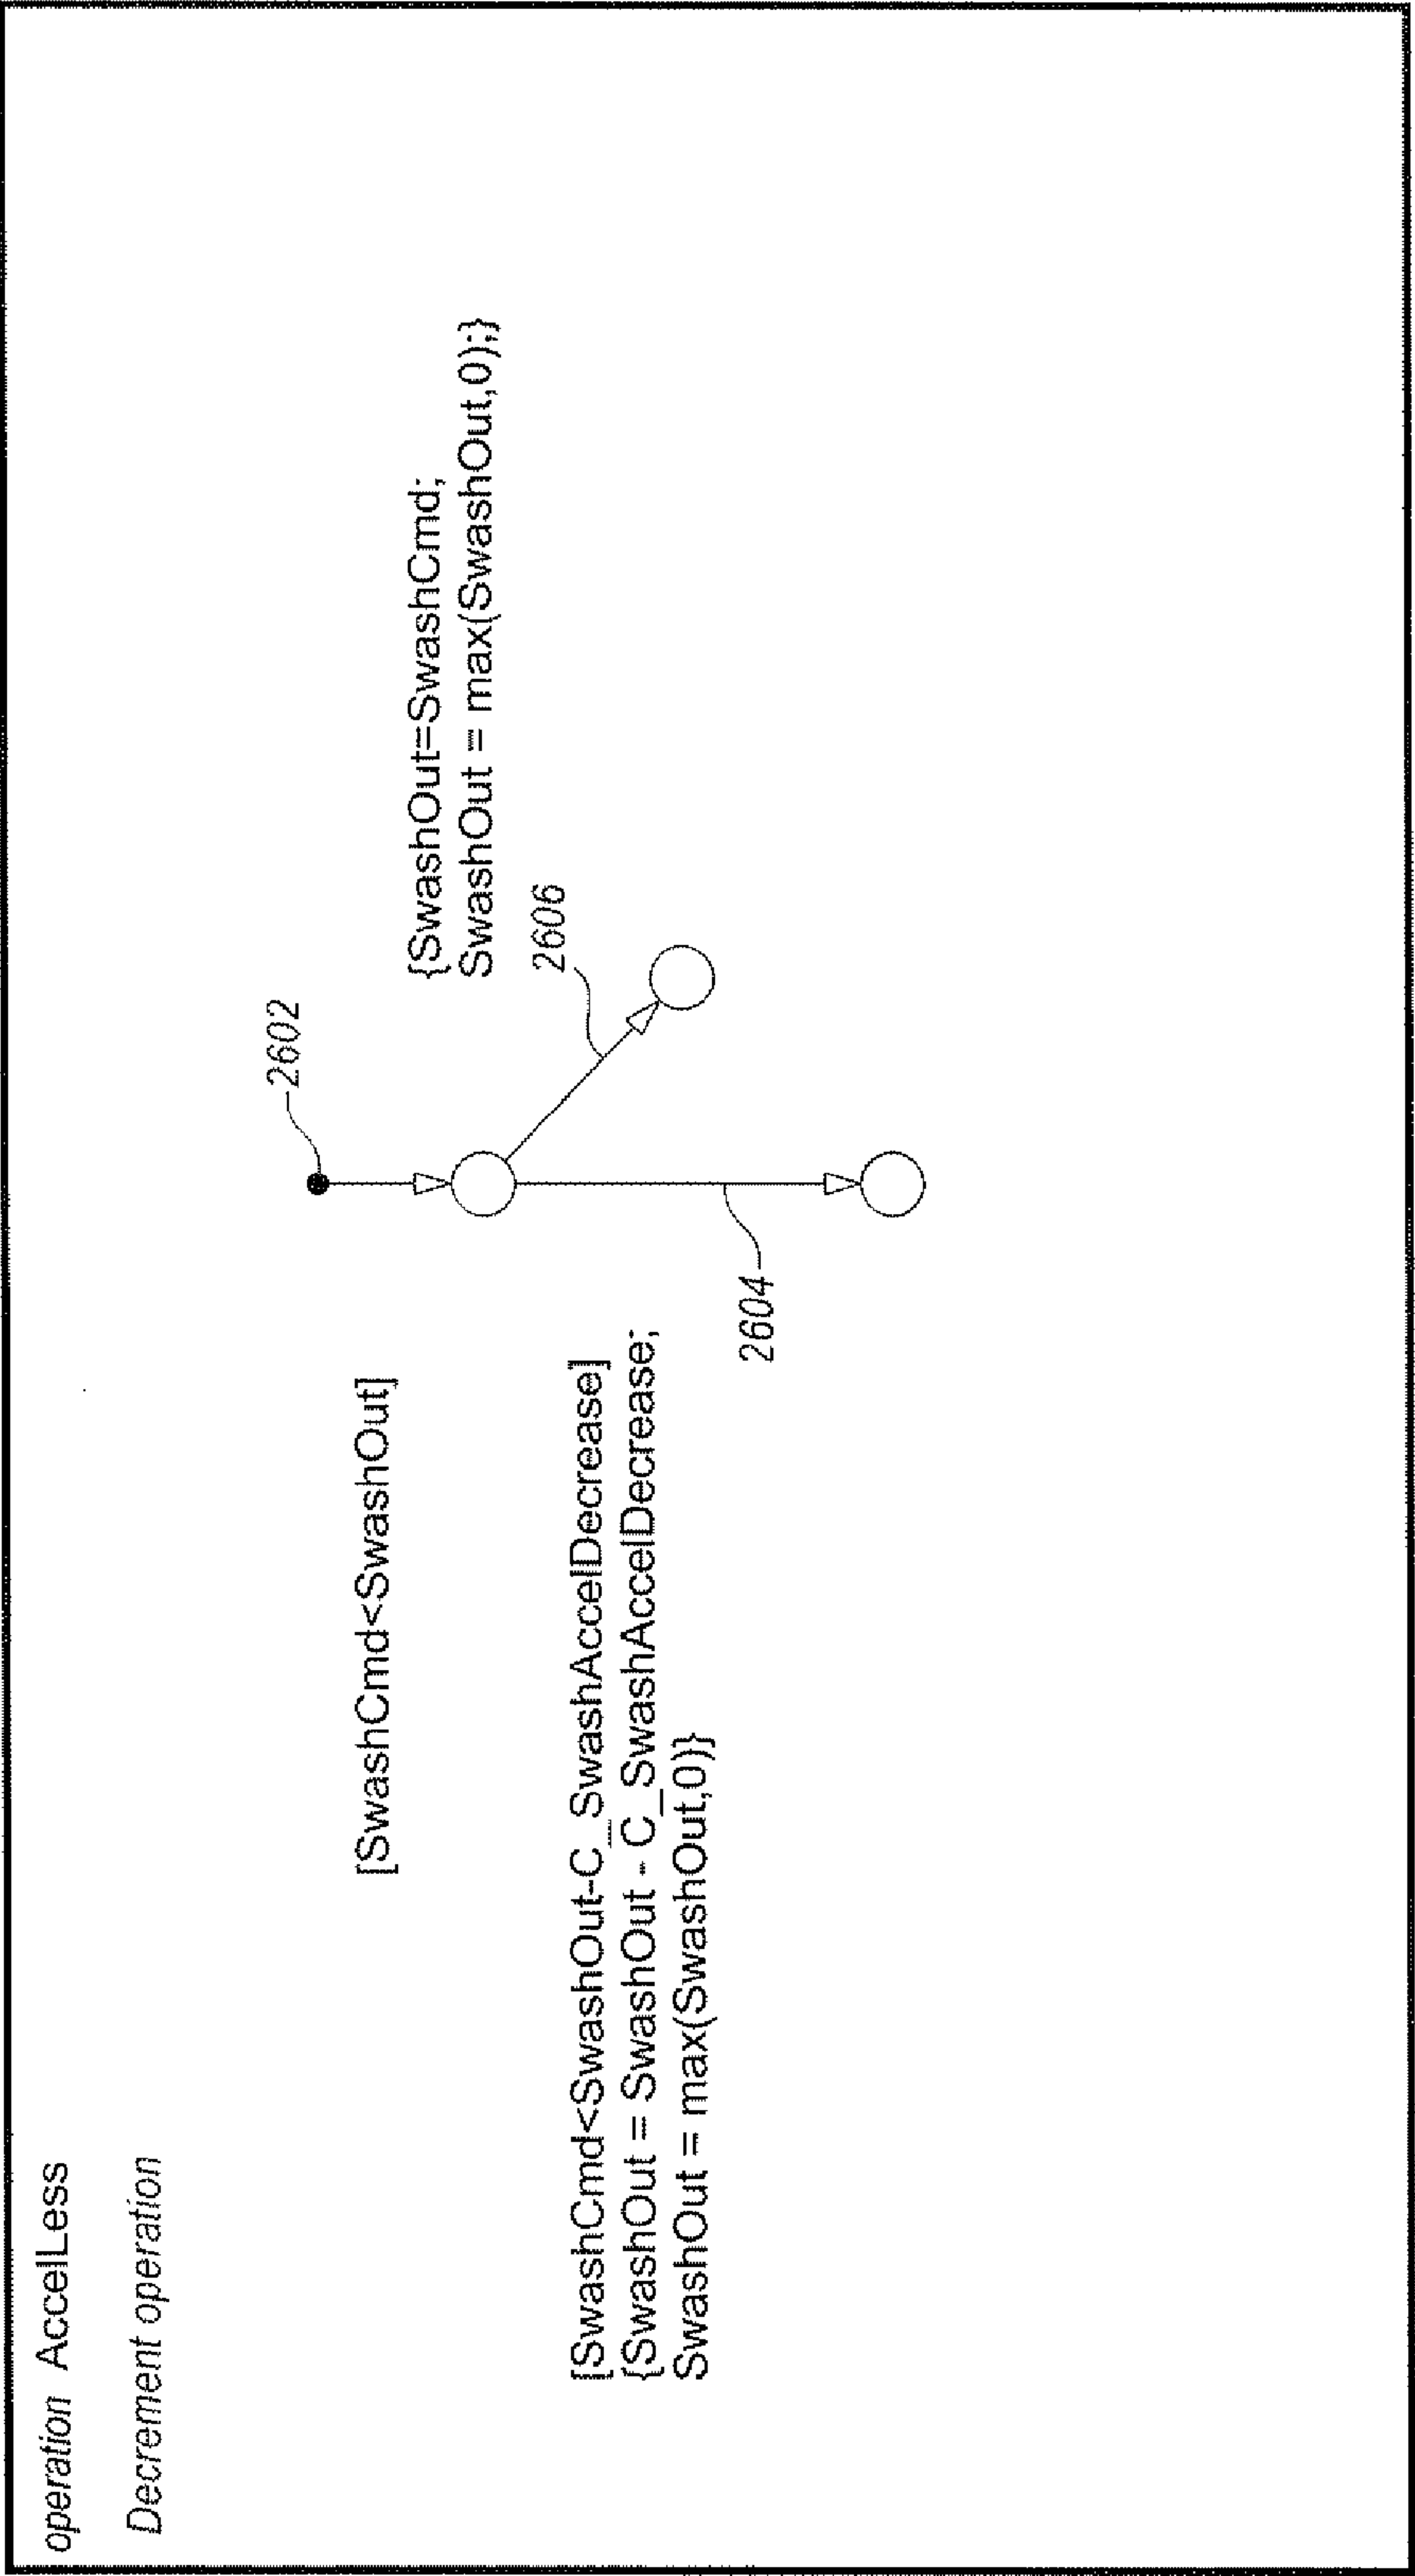 operation AccelLess
Decrement operation
2602
[SwashCmd<SwashOut]
{SwashOut=SwashCmd;
SwashOut = max(SwashOut,0);}
2606
[SwashCmd<SwashOut-C_SwashAccelDecrease]
{SwashOut = SwashOut - C_SwashAccelDecrease;
SwashOut = max(SwashOut,0)}
2604